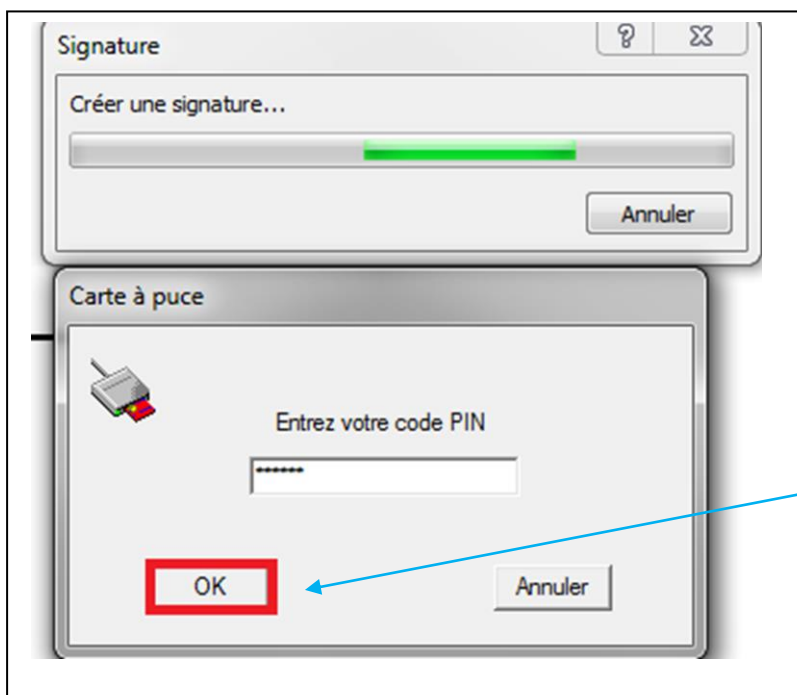 Signature
Créer une signature...
Annuler
Carte à puce
Entrez votre code PIN
******
OK
Annuler